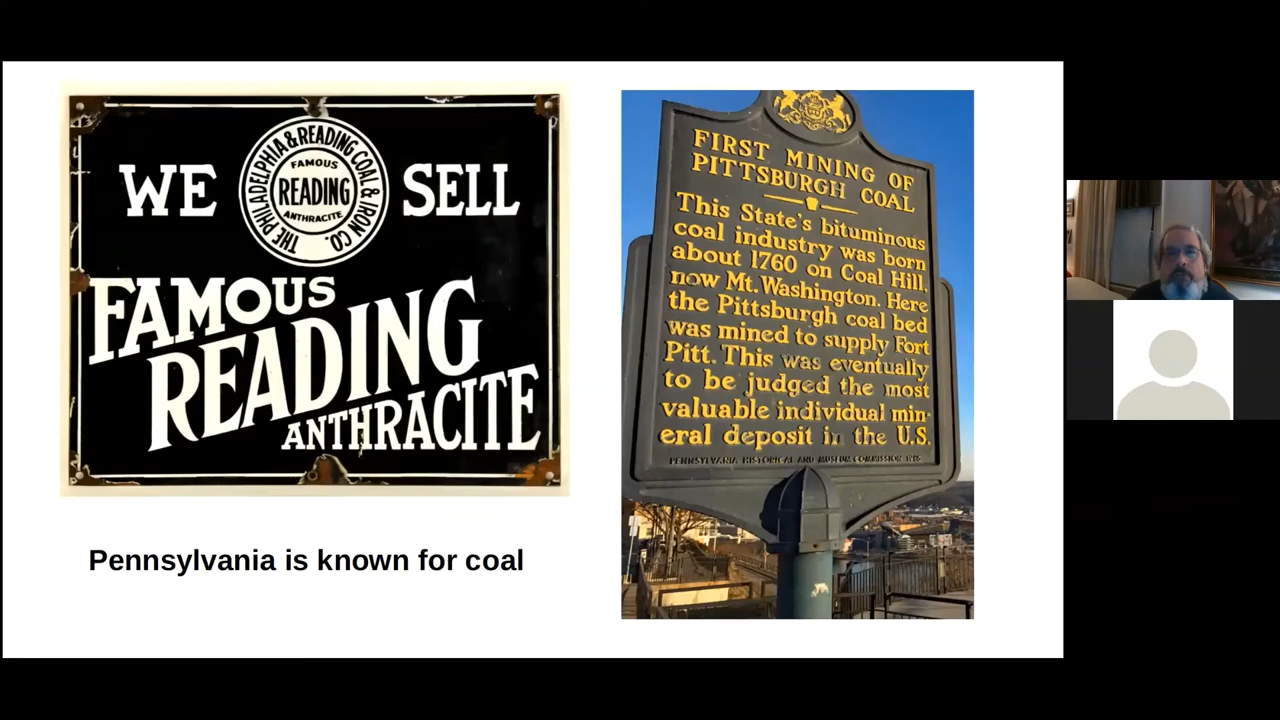 WE SELL
THE PHILADELPHIA & READING COAL & IRON CO.
FAMOUS
READING
ANTHRACITE
FAMOUS
READING
ANTHRACITE
Pennsylvania is known for coal
FIRST MINING OF
PITTSBURGH COAL
This State's bituminous
coal industry was born
about 1760 on Coal Hill,
now Mt. Washington. Here
the Pittsburgh coal bed
was mined to supply Fort
Pitt. This was eventually
to be judged the most
valuable individual min-
eral deposit in the U.S.
PENNSYLVANIA HISTORICAL AND MUSEUM COMMISSION